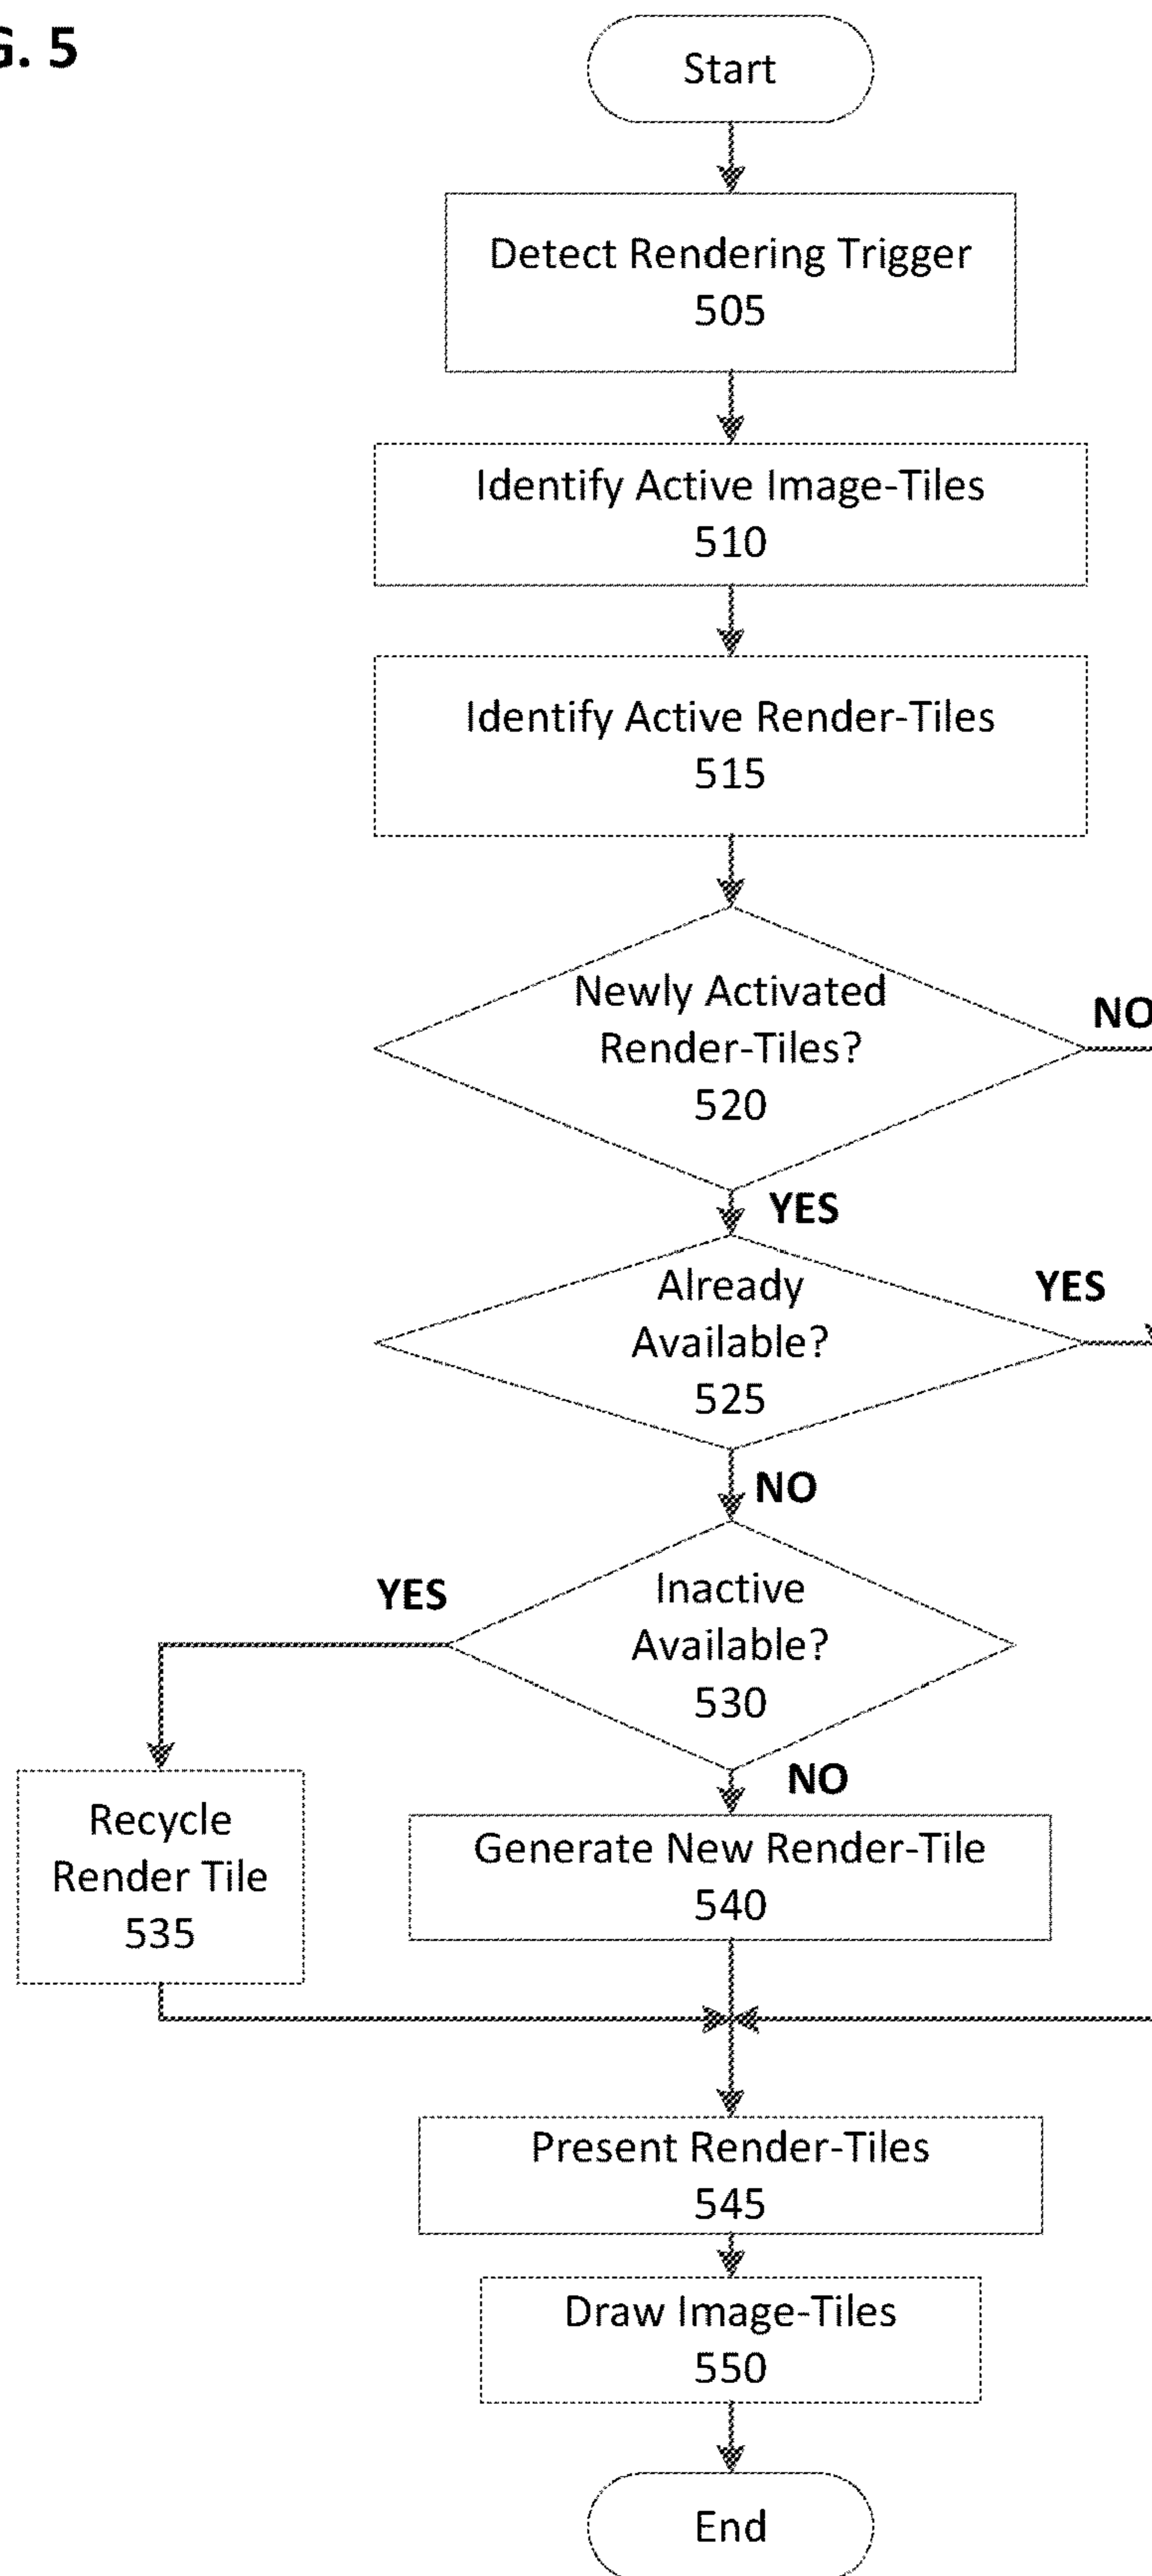 G. 5
Start
Detect Rendering Trigger
505
Identify Active Image-Tiles
510
Identify Active Render-Tiles
515
Newly Activated
Render-Tiles?
520
NO
YES
Already
Available?
525
YES
NO
Inactive
Available?
530
YES
NO
Recycle
Render Tile
535
Generate New Render-Tile
540
Present Render-Tiles
545
Draw Image-Tiles
550
End